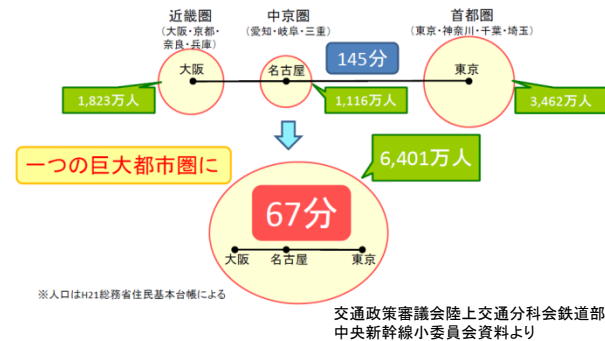 近畿圏
(大阪・京都・
奈良・兵庫)
中京圏
(愛知・岐阜・三重)
首都圏
(東京・神奈川・千葉・埼玉)
大阪
名古屋
145分
東京
1,823万人
1,116万人
3,462万人
一つの巨大都市圏に
6,401万人
67分
大阪
名古屋
東京
※人口はH21総務省住民基本台帳による
交通政策審議会陸上交通分科会鉄道部
中央新幹線小委員会資料より